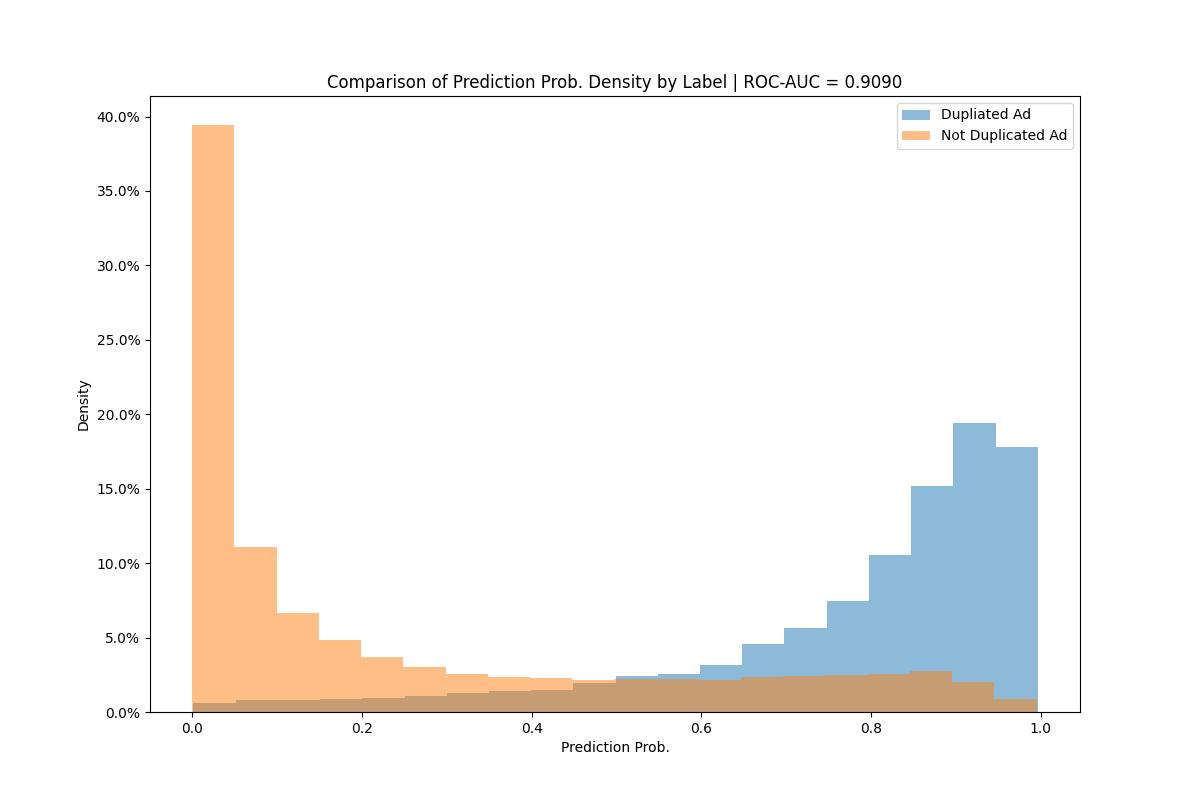 Comparison of Prediction Prob. Density by Label | ROC-AUC = 0.9090
Dupliated Ad
Not Duplicated Ad
40.0%
35.0%
30.0%
25.0%
20.0%
15.0%
10.0%
5.0%
0.0%
Density
0.0 0.2 0.4 0.6 0.8 1.0
Prediction Prob.